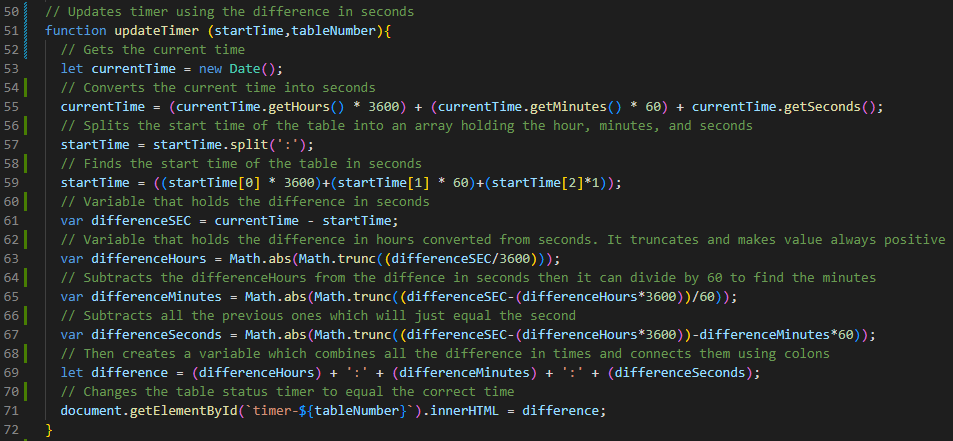 50 // Updates timer using the difference in seconds
51 function updateTimer (startTime,tableNumber){
52 // Gets the current time
53 let currentTime = new Date();
54 // Converts the current time into seconds
55 currentTime = (currentTime.getHours() * 3600) + (currentTime.getMinutes() * 60) + currentTime.getSeconds();
56 // Splits the start time of the table into an array holding the hour, minutes, and seconds
57 startTime = startTime.split(':');
58 // Finds the start time of the table in seconds
59 startTime = ((startTime[0] * 3600)+(startTime[1] * 60)+(startTime[2]*1));
60 // Variable that holds the difference in seconds
61 var differenceSEC = currentTime - startTime;
62 // Variable that holds the difference in hours converted from seconds. It truncates and makes value always positive
63 var differenceHours = Math.abs(Math.trunc((differenceSEC/3600)));
64 // Subtracts the differenceHours from the diffence in seconds then it can divide by 60 to find the minutes
65 var differenceMinutes = Math.abs(Math.trunc((differenceSEC-(differenceHours*3600))/60));
66 // Subtracts all the previous ones which will just equal the second
67 var differenceSeconds = Math.abs(Math.trunc((differenceSEC-(differenceHours*3600))-differenceMinutes*60));
68 // Then creates a variable which combines all the difference in times and connects them using colons
69 let difference = (differenceHours) + ':' + (differenceMinutes) + ':' + (differenceSeconds);
70 // Changes the table status timer to equal the correct time
71 document.getElementById(`timer-${tableNumber}`).innerHTML = difference;
72 }